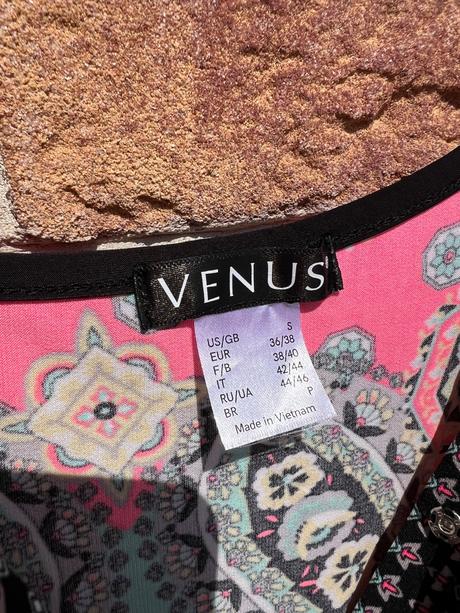 VENUS
US/GB S
EUR 36/38
F/B 38/40
IT 42/44
RU/UA 44/46
BR P
Made in Vietnam